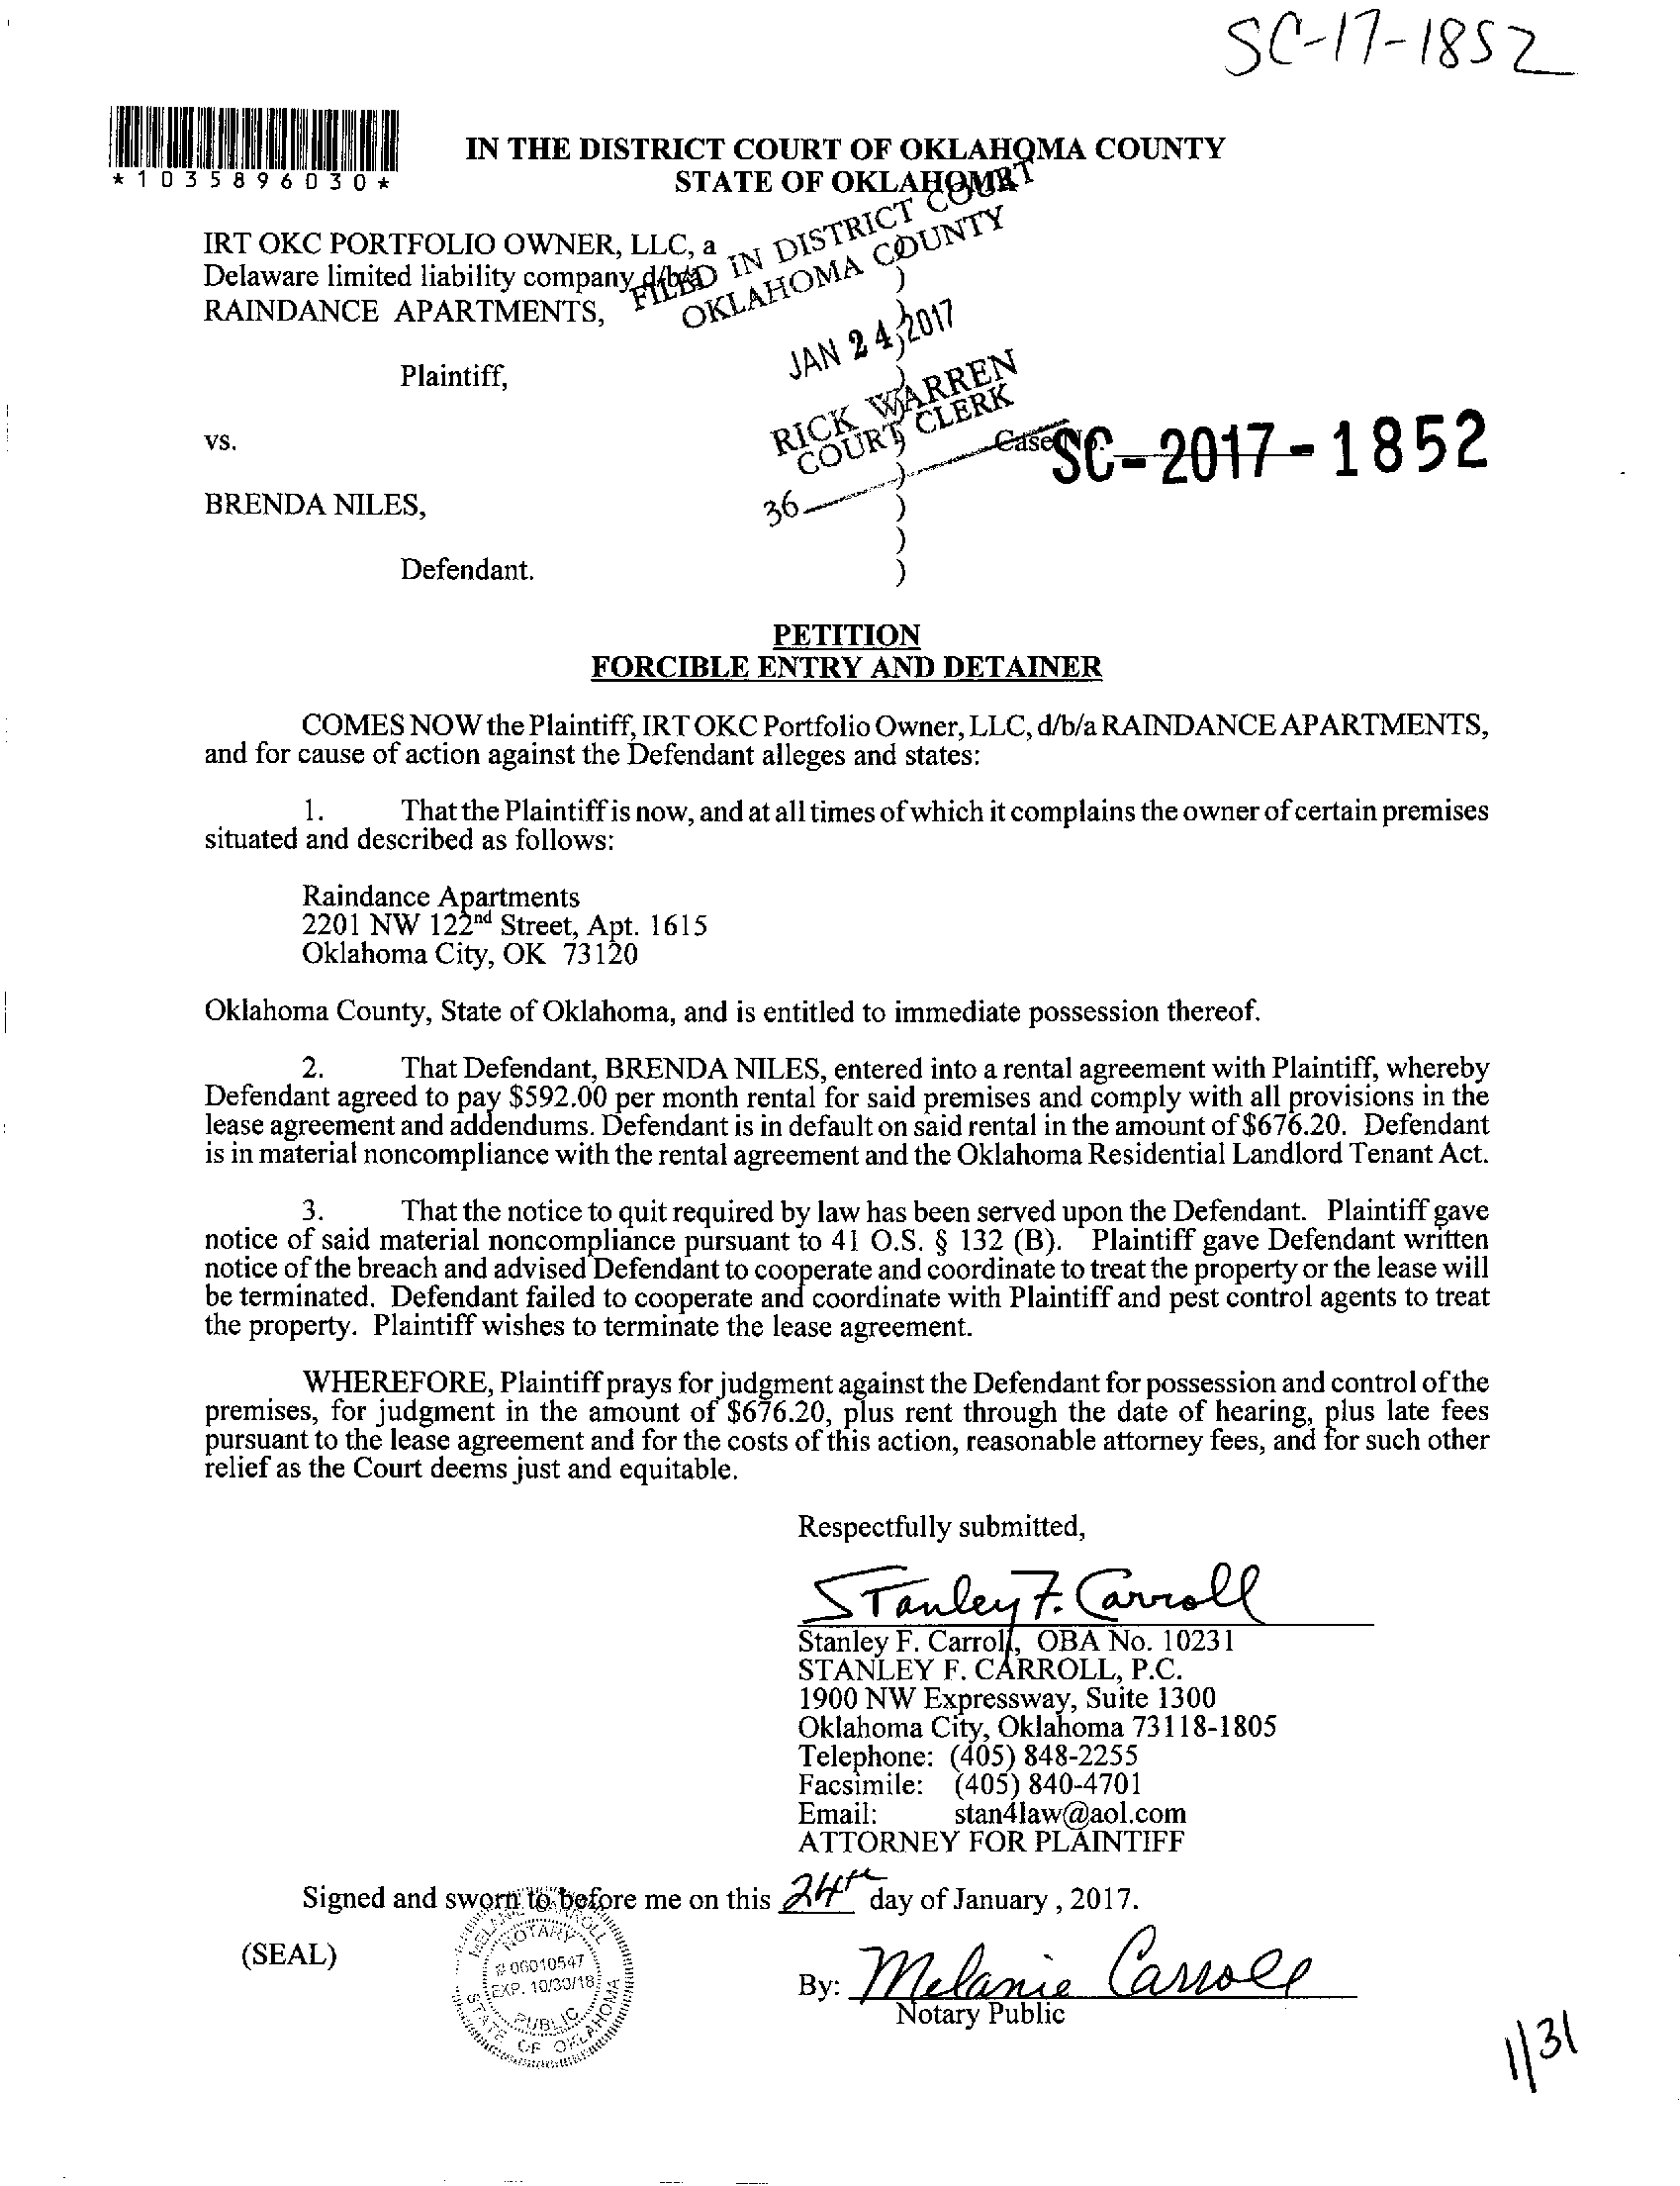 SC-17-1852
*1035896030*
IN THE DISTRICT COURT OF OKLAHOMA COUNTY
STATE OF OKLAHOMA
IRT OKC PORTFOLIO OWNER, LLC, a
Delaware limited liability company d/b/a
RAINDANCE APARTMENTS,
FILED IN DISTRICT COURT
OKLAHOMA COUNTY
JAN 24 2017
RICK WARREN
COURT CLERK
36
Plaintiff,
vs.
Case No.
SC-2017-1852
BRENDA NILES,
Defendant.
PETITION
FORCIBLE ENTRY AND DETAINER
COMES NOW the Plaintiff, IRT OKC Portfolio Owner, LLC, d/b/a RAINDANCE APARTMENTS,
and for cause of action against the Defendant alleges and states:
1. That the Plaintiff is now, and at all times of which it complains the owner of certain premises
situated and described as follows:
Raindance Apartments
2201 NW 122nd Street, Apt. 1615
Oklahoma City, OK 73120
Oklahoma County, State of Oklahoma, and is entitled to immediate possession thereof.
2. That Defendant, BRENDA NILES, entered into a rental agreement with Plaintiff, whereby
Defendant agreed to pay $592.00 per month rental for said premises and comply with all provisions in the
lease agreement and addendums. Defendant is in default on said rental in the amount of $676.20. Defendant
is in material noncompliance with the rental agreement and the Oklahoma Residential Landlord Tenant Act.
3. That the notice to quit required by law has been served upon the Defendant. Plaintiff gave
notice of said material noncompliance pursuant to 41 O.S. § 132 (B). Plaintiff gave Defendant written
notice of the breach and advised Defendant to cooperate and coordinate to treat the property or the lease will
be terminated. Defendant failed to cooperate and coordinate with Plaintiff and pest control agents to treat
the property. Plaintiff wishes to terminate the lease agreement.
WHEREFORE, Plaintiff prays for judgment against the Defendant for possession and control of the
premises, for judgment in the amount of $676.20, plus rent through the date of hearing, plus late fees
pursuant to the lease agreement and for the costs of this action, reasonable attorney fees, and for such other
relief as the Court deems just and equitable.
Respectfully submitted,
Stanley F. Carroll
Stanley F. Carroll, OBA No. 10231
STANLEY F. CARROLL, P.C.
1900 NW Expressway, Suite 1300
Oklahoma City, Oklahoma 73118-1805
Telephone: (405) 848-2255
Facsimile: (405) 840-4701
Email: stan4law@aol.com
ATTORNEY FOR PLAINTIFF
Signed and sworn to before me on this 24th day of January , 2017.
(SEAL)
MELANIE CARROLL
NOTARY
# 06010547
EXP. 10/30/18
PUBLIC
STATE OF OKLAHOMA
By: Melanie Carroll
Notary Public
1/31